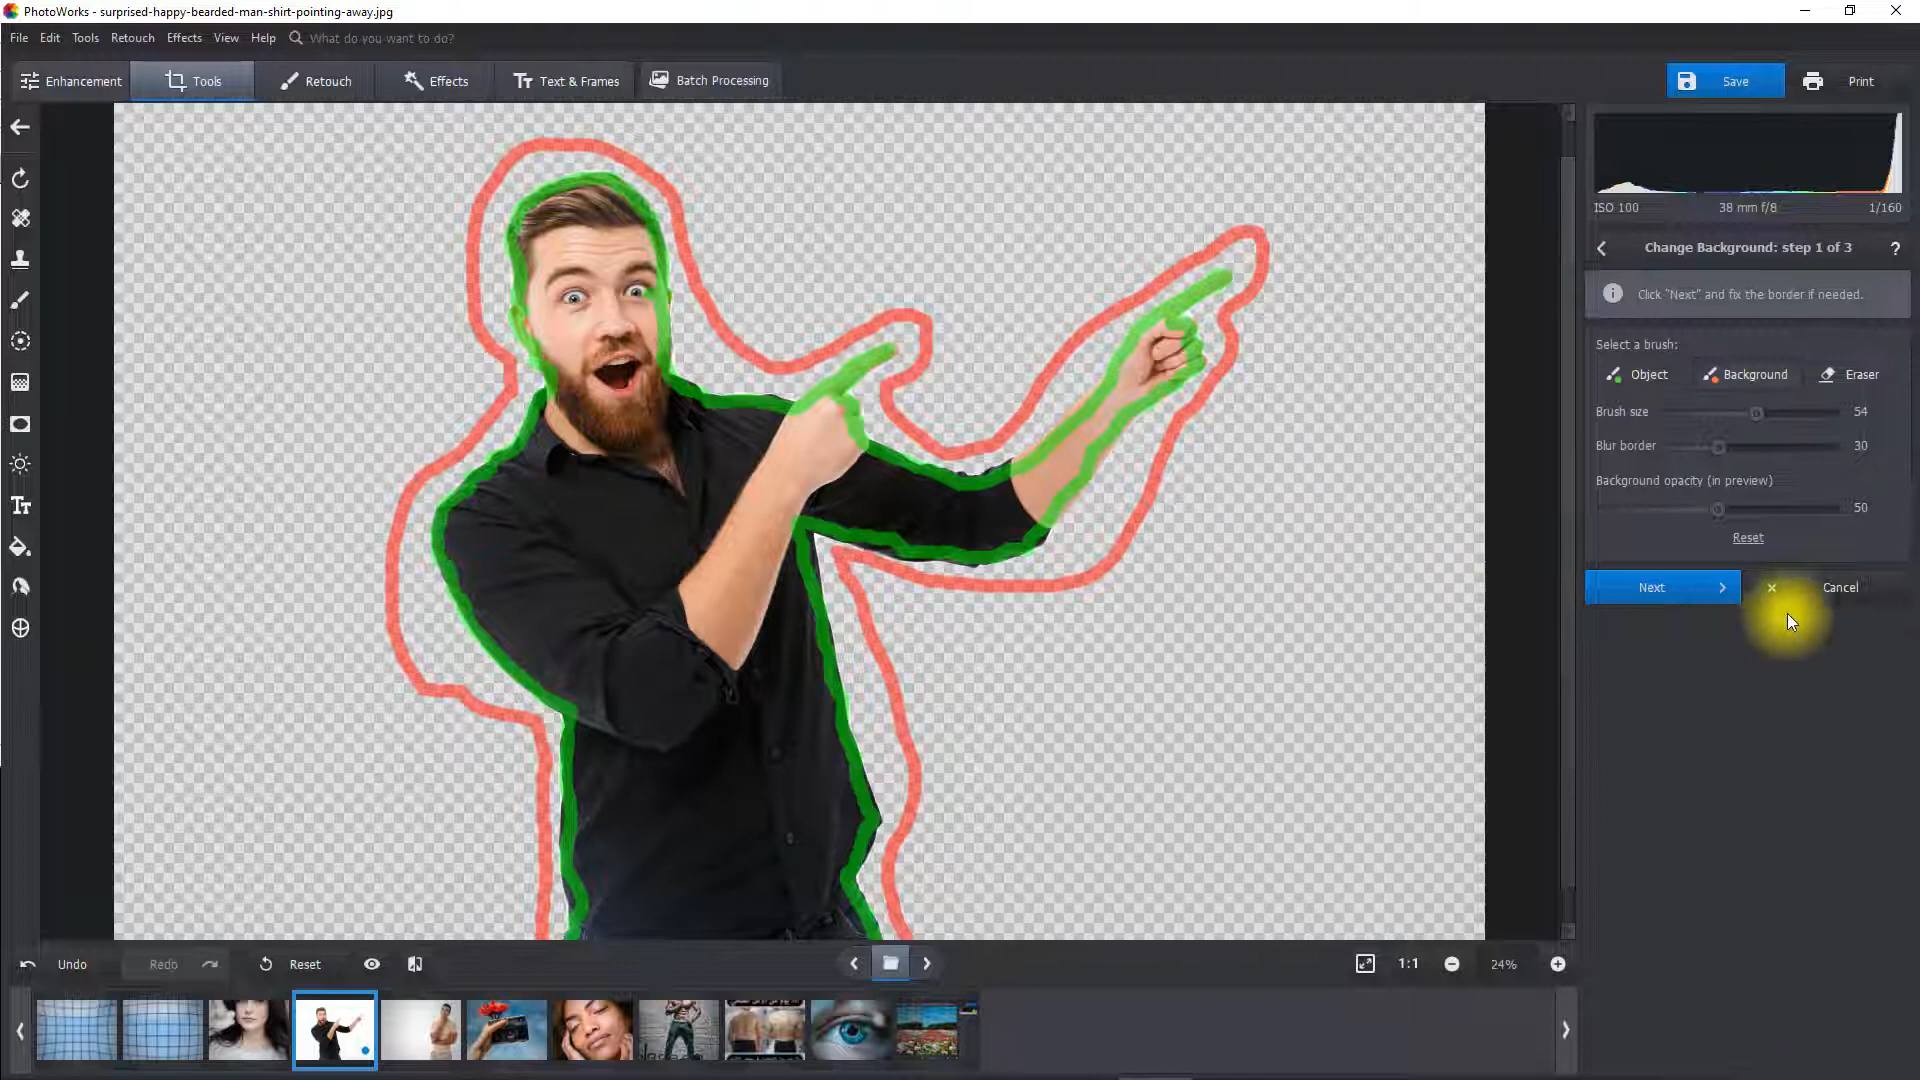 PhotoWorks - surprised-happy-bearded-man-shirt-pointing-away.jpg
File Edit Tools Retouch Effects View Help What do you want to do?
Enhancement Tools Retouch Effects Text & Frames Batch Processing Save Print
ISO 100 38 mm f/8 1/160
Change Background: step 1 of 3 ?
Click "Next" and fix the border if needed.
Select a brush:
Object Background Eraser
Brush size 54
Blur border 30
Background opacity (in preview)
50
Reset
Next Cancel
Undo Redo Reset 1:1 24%